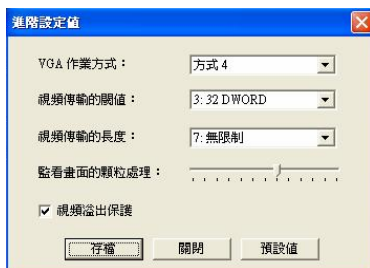 進階設定值
VGA 作業方式：
方式 4
視頻傳輸的閥值：
3: 32 DWORD
視頻傳輸的長度：
7: 無限制
監看畫面的顆粒處理：
視頻溢出保護
存檔
關閉
預設值